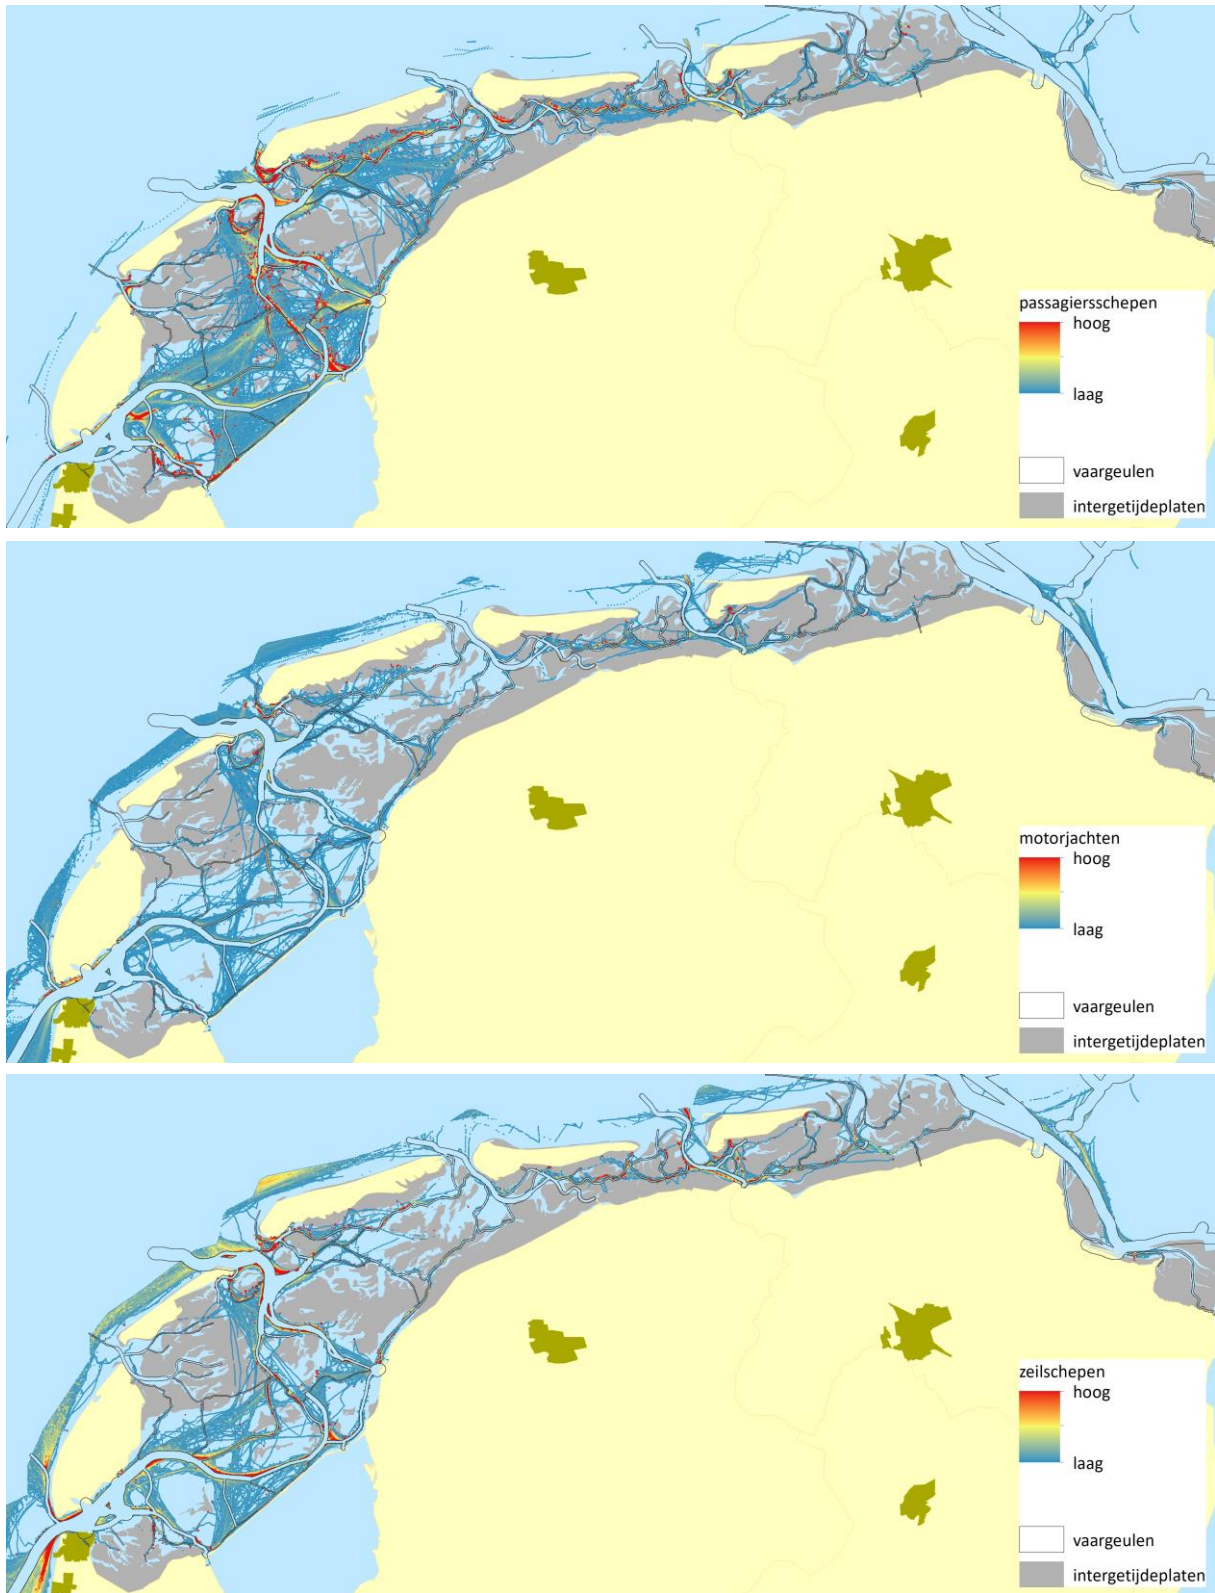 passagiersschepen
hoog
laag
vaargeulen
intergetijdeplaten
motorjachten
hoog
laag
vaargeulen
intergetijdeplaten
zeilschepen
hoog
laag
vaargeulen
intergetijdeplaten